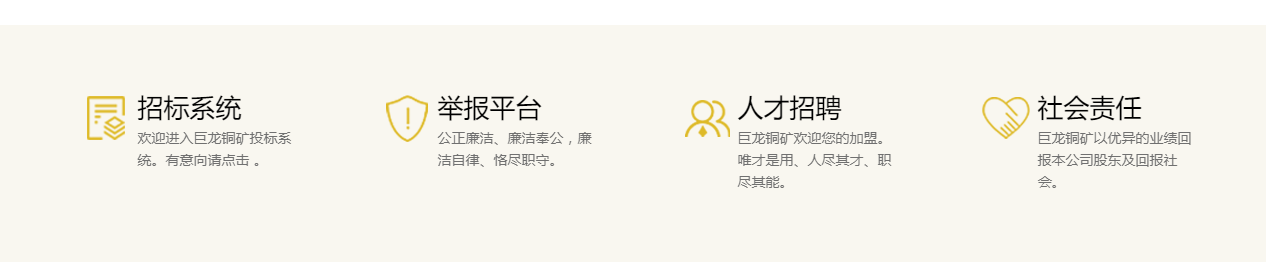 招标系统
欢迎进入巨龙铜矿投标系
统。有意向请点击 。
举报平台
公正廉洁、廉洁奉公，廉
洁自律、恪尽职守。
人才招聘
巨龙铜矿欢迎您的加盟。
唯才是用、人尽其才、职
尽其能。
社会责任
巨龙铜矿以优异的业绩回
报本公司股东及回报社
会。